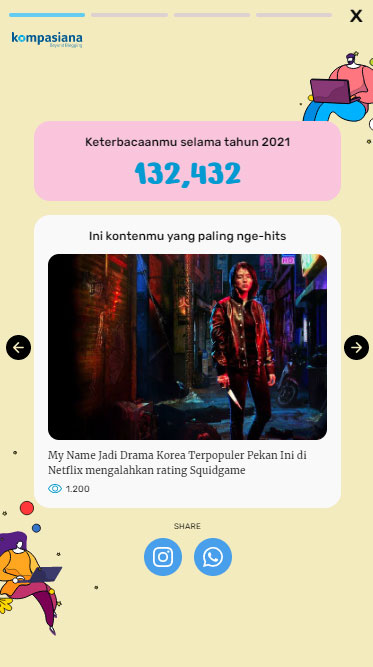 X
kompasiana
Beyond Blogging
Keterbacaanmu selama tahun 2021
132,432
Ini kontenmu yang paling nge-hits
My Name Jadi Drama Korea Terpopuler Pekan Ini di
Netflix mengalahkan rating Squidgame
1.200
SHARE